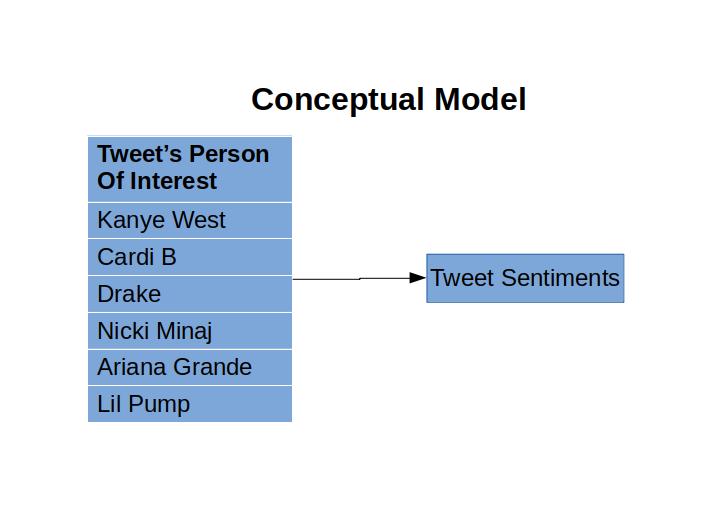 Conceptual Model
Tweet’s Person
Of Interest
Kanye West
Cardi B
Drake
Nicki Minaj
Ariana Grande
Lil Pump
Tweet Sentiments